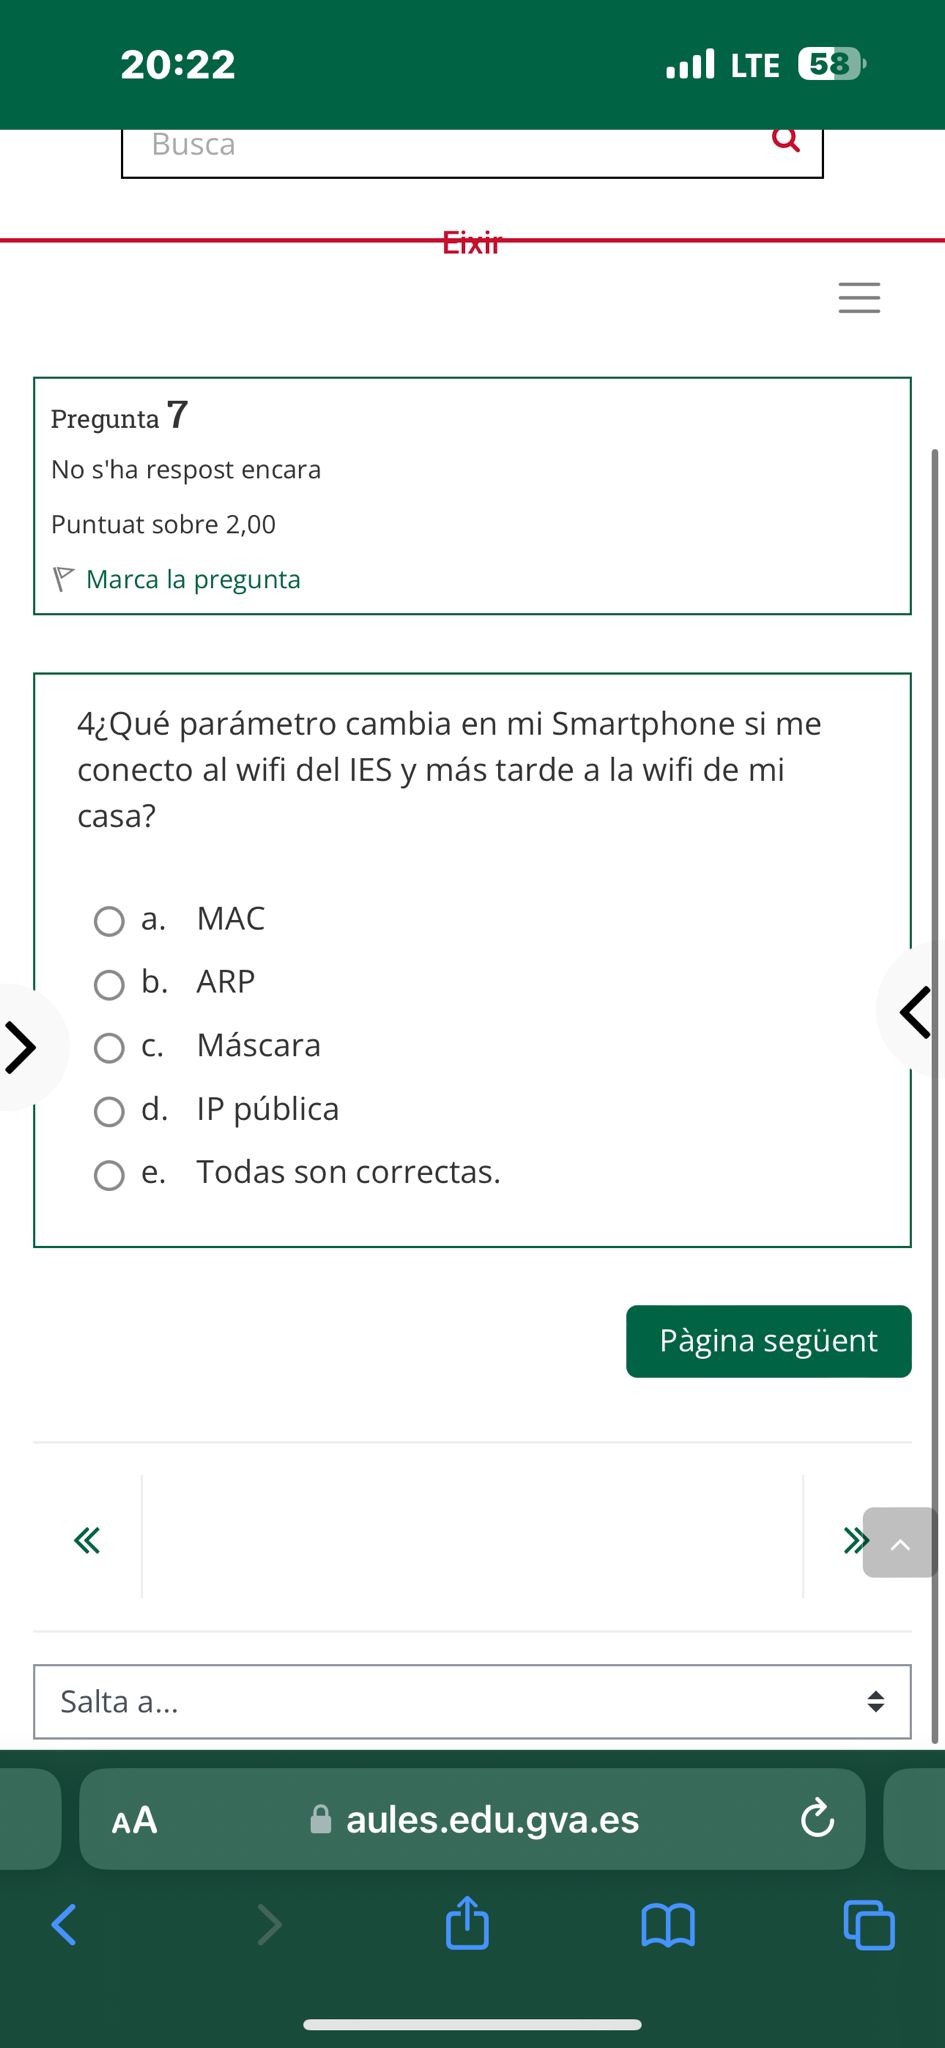 20:22
LTE 58
Busca
Eixir
Pregunta 7
No s'ha respost encara
Puntuat sobre 2,00
Marca la pregunta
4¿Qué parámetro cambia en mi Smartphone si me
conecto al wifi del IES y más tarde a la wifi de mi
casa?
a. MAC
b. ARP
c. Máscara
d. IP pública
e. Todas son correctas.
Pàgina següent
Salta a...
AA aules.edu.gva.es